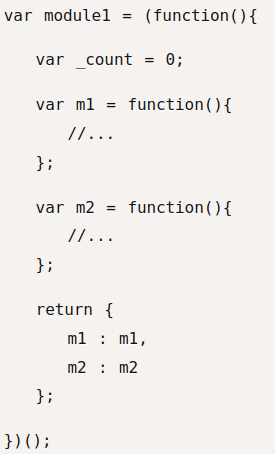 var module1 = (function(){
var _count = 0;
var m1 = function(){
//...
};
var m2 = function(){
//...
};
return {
m1 : m1,
m2 : m2
};
})();